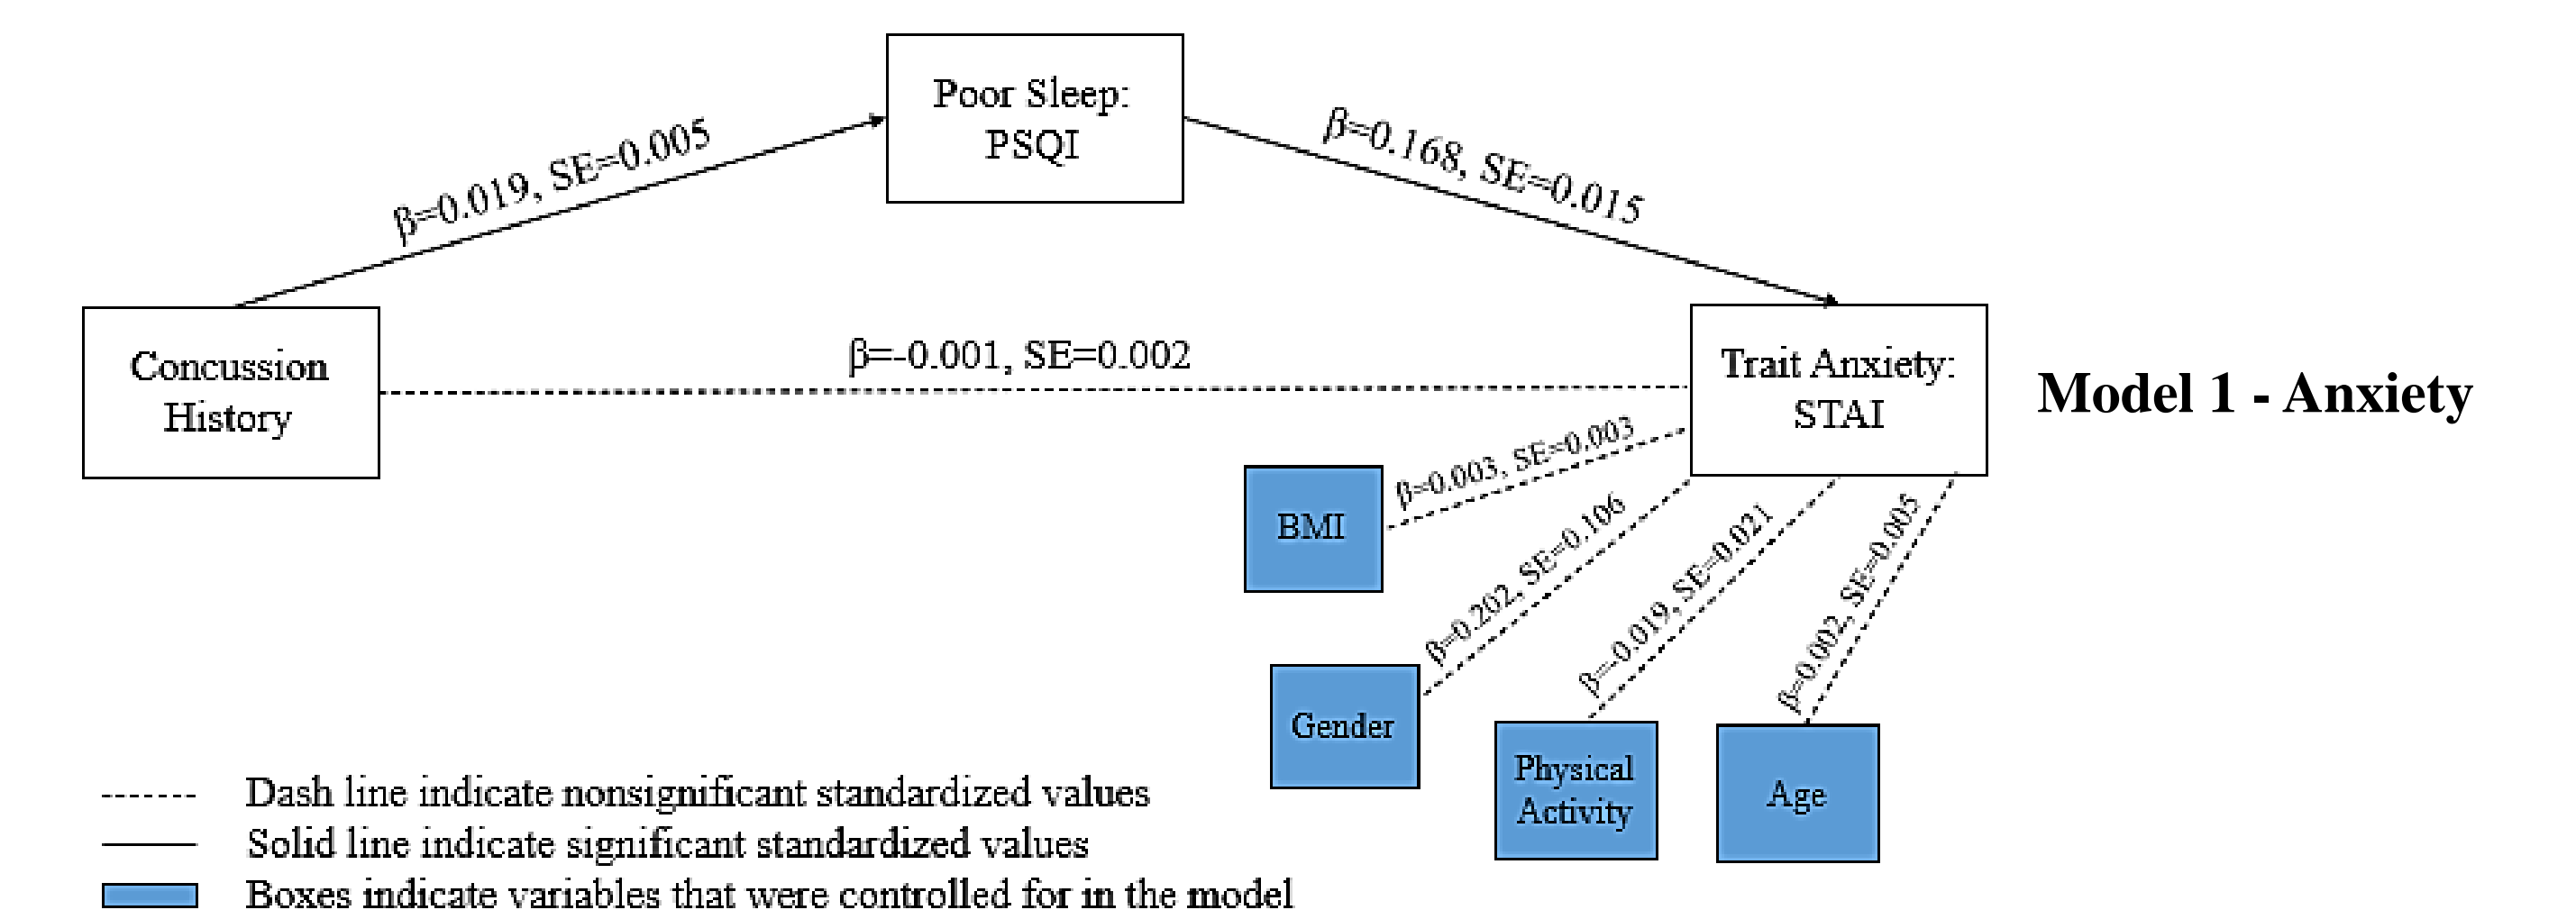 Poor Sleep:
PSQI
β=0.019, SE=0.005
β=0.168, SE=0.015
Concussion
History
β=-0.001, SE=0.002
Trait Anxiety:
STAI
Model 1 - Anxiety
β=0.003, SE=0.003
BMI
β=0.202, SE=0.106
Gender
β=-0.019, SE=0.021
Physical
Activity
β=0.002, SE=0.005
Age
Dash line indicate nonsignificant standardized values
Solid line indicate significant standardized values
Boxes indicate variables that were controlled for in the model